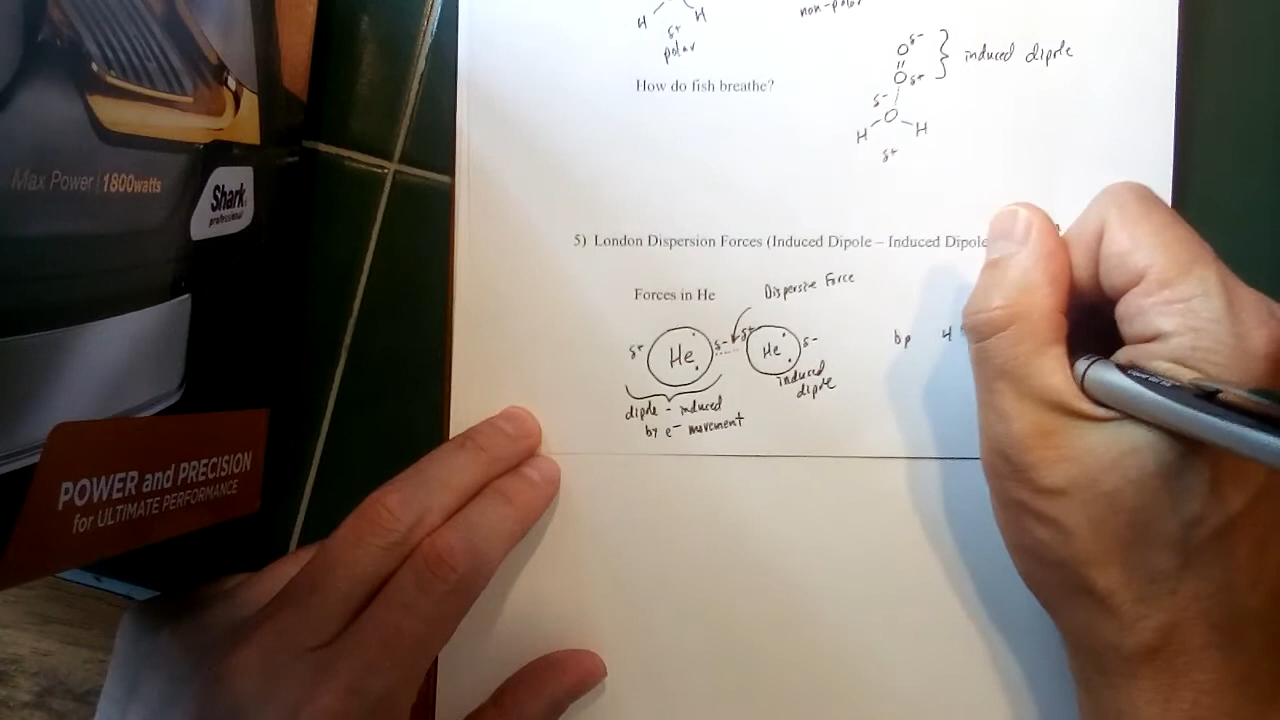 Max Power | 1800watts
Shark
professional
POWER and PRECISION
for ULTIMATE PERFORMANCE
H H
δ+
polar
non-polar
How do fish breathe?
O δ-
O δ+
induced dipole
δ-
O
H H
δ+
5) London Dispersion Forces (Induced Dipole – Induced Dipole
Forces in He
Dispersive Force
δ+ He δ- δ+ He δ-
bp 4
induced
dipole
dipole - induced
by e- movement